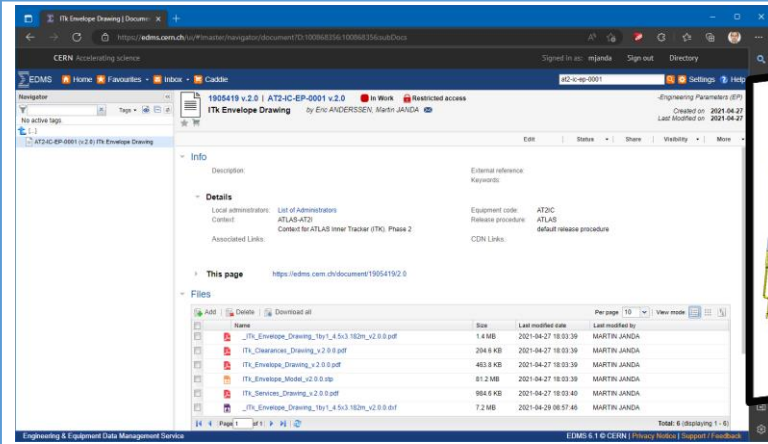 ITk Envelope Drawing | Docume
https://edms.cern.ch/ui/#!master/navigator/document?D:100868356:100868356:subDocs
CERN Accelerating science
Signed in as: mjanda Sign out Directory
EDMS Home Favourites Inbox Caddie
at2-ic-ep-0001
Settings Help
Navigator
Tags
No active tags
[...]
AT2-IC-EP-0001 (v.2.0) ITk Envelope Drawing
1905419 v.2.0 | AT2-IC-EP-0001 v.2.0 In Work Restricted access
ITk Envelope Drawing by Eric ANDERSSEN, Martin JANDA
-Engineering Parameters (EP)
Created on 2021-04-27
Last Modified on 2021-04-27
Edit Status Share Visibility More
Info
Description:
External reference:
Keywords:
Details
Local administrators: List of Administrators
Equipment code: AT2IC
Context: ATLAS-AT2I
Release procedure: ATLAS
Context for ATLAS Inner Tracker (ITK). Phase 2
default release procedure
Associated Links:
CDN Links:
This page https://edms.cern.ch/document/1905419/2.0
Files
Add Delete Download all
Per page 10 View mode
Name Size Last modified date Last modified by
_ITk_Envelope_Drawing_1by1_4.5x3.182m_v2.0.0.pdf 1.4 MB 2021-04-27 18:03:39 MARTIN JANDA
ITk_Clearances_Drawing_v.2.0.0.pdf 204.6 KB 2021-04-27 18:03:39 MARTIN JANDA
ITk_Envelope_Drawing_v.2.0.0.pdf 483.8 KB 2021-04-27 18:03:39 MARTIN JANDA
ITk_Envelope_Model_v2.0.0.stp 81.2 MB 2021-04-27 18:03:39 MARTIN JANDA
ITk_Services_Drawing_v.2.0.0.pdf 984.6 KB 2021-04-27 18:03:40 MARTIN JANDA
_ITk_Envelope_Drawing_1by1_4.5x3.182m_v2.0.0.dxf 7.2 MB 2021-04-29 08:57:46 MARTIN JANDA
Page 1 of 1
Total: 6 (displaying 1 - 6)
Engineering & Equipment Data Management Service
EDMS 6.1 © CERN | Privacy Notice | Support / Feedback